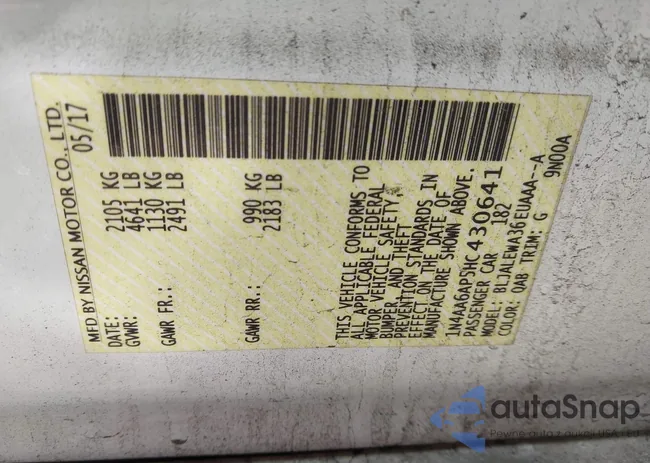 MFD BY NISSAN MOTOR CO., LTD.
DATE: 05/17
GVWR: 2105 KG
4641 LB
GAWR FR.: 1130 KG
2491 LB
GAWR RR.: 990 KG
2183 LB
THIS VEHICLE CONFORMS TO
ALL APPLICABLE FEDERAL
MOTOR VEHICLE SAFETY,
BUMPER, AND THEFT
PREVENTION STANDARDS IN
EFFECT ON THE DATE OF
MANUFACTURE SHOWN ABOVE.
1N4AA6AP5HC430641
PASSENGER CAR 182
MODEL: BLJALEWA36EUAAA--A
COLOR: QAB TRIM: G 9N00A
autaSnap